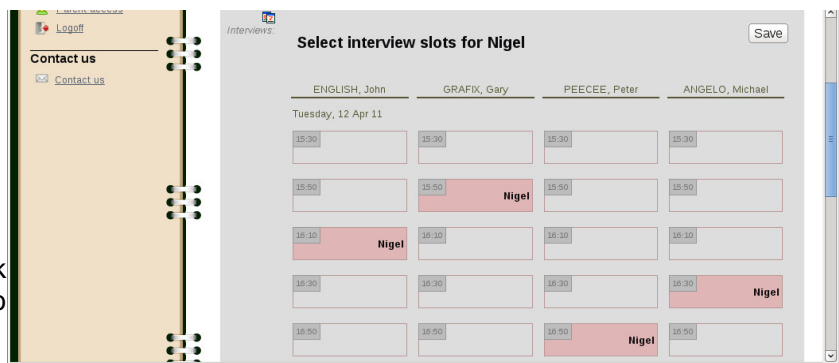 Parent access
Logoff
Contact us
Contact us
k
Interviews:
Select interview slots for Nigel
Save
ENGLISH, John GRAFIX, Gary PEECEE, Peter ANGELO, Michael
Tuesday, 12 Apr 11
15:30 15:30 15:30 15:30
15:50 15:50 Nigel 15:50 15:50
16:10 Nigel 16:10 16:10 16:10
16:30 16:30 16:30 16:30 Nigel
16:50 16:50 16:50 Nigel 16:50